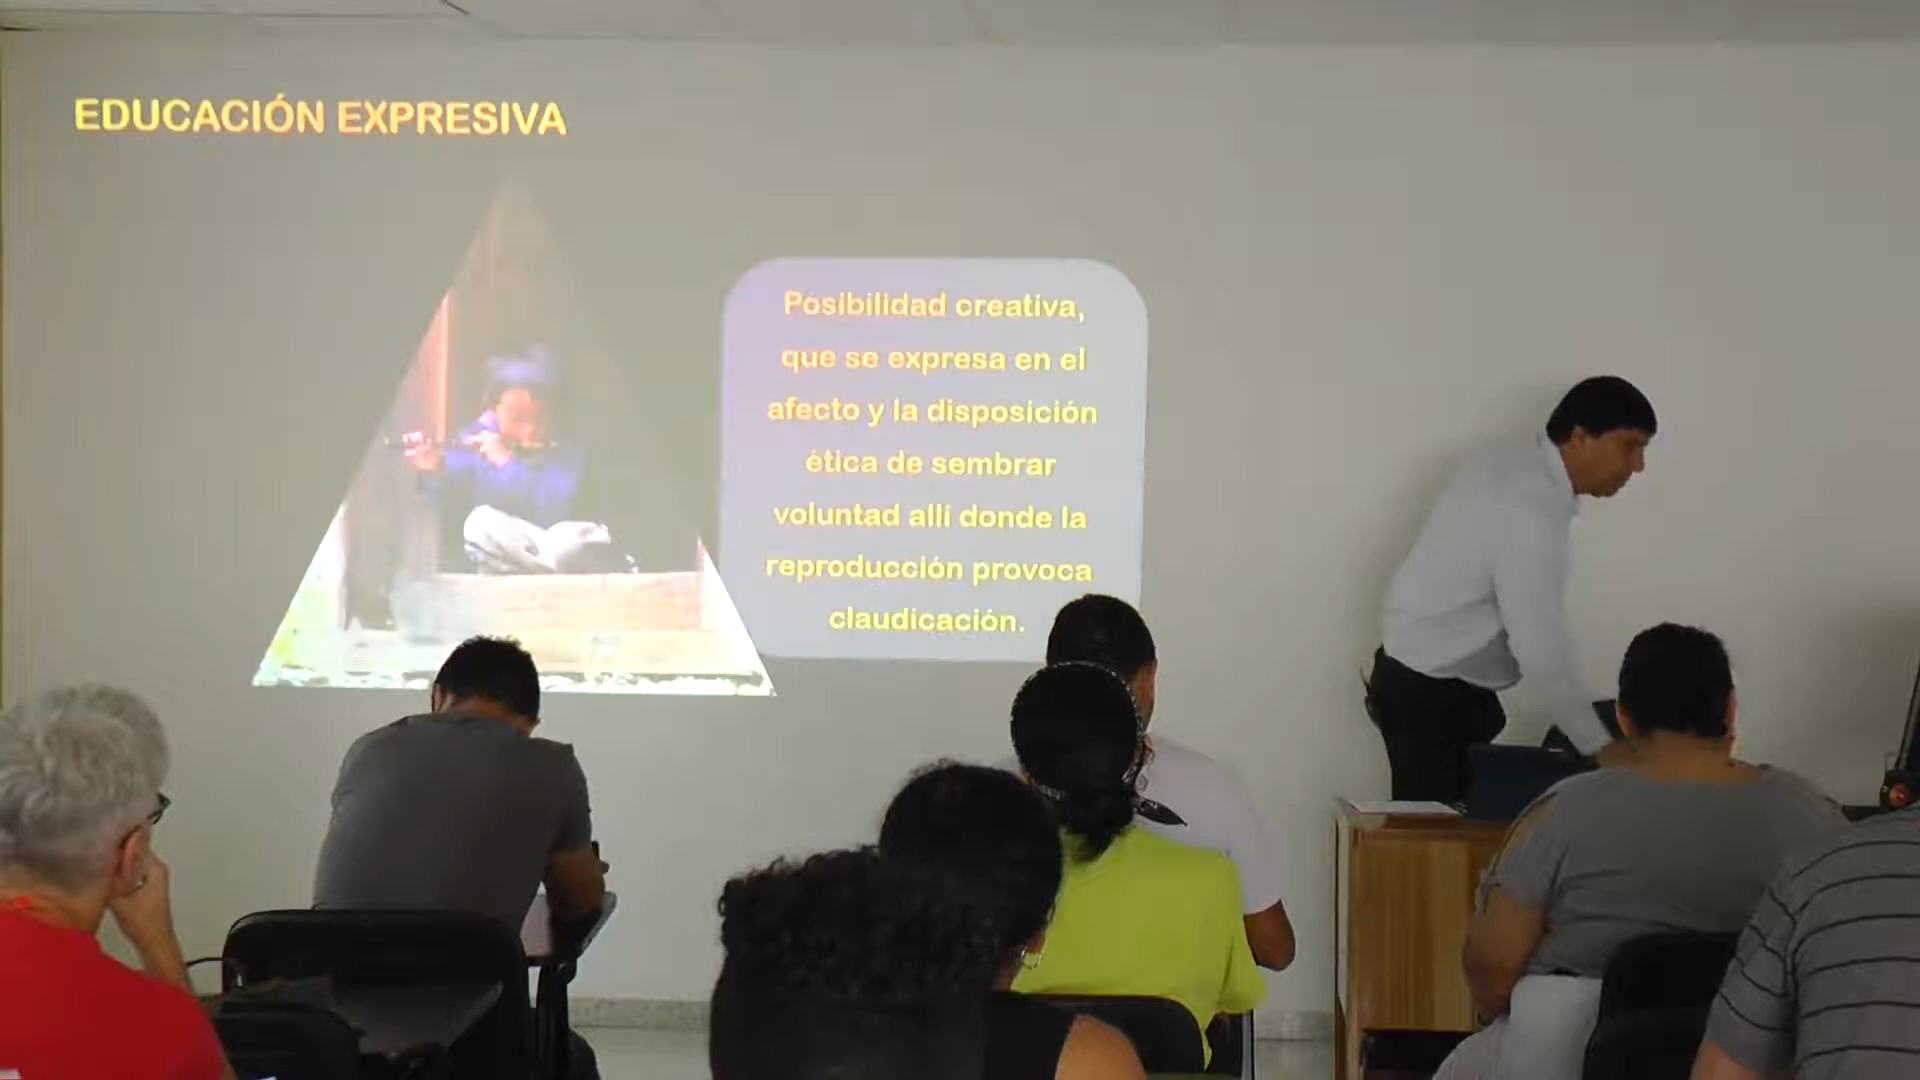 EDUCACIÓN EXPRESIVA
Posibilidad creativa,
que se expresa en el
afecto y la disposición
ética de sembrar
voluntad allí donde la
reproducción provoca
claudicación.